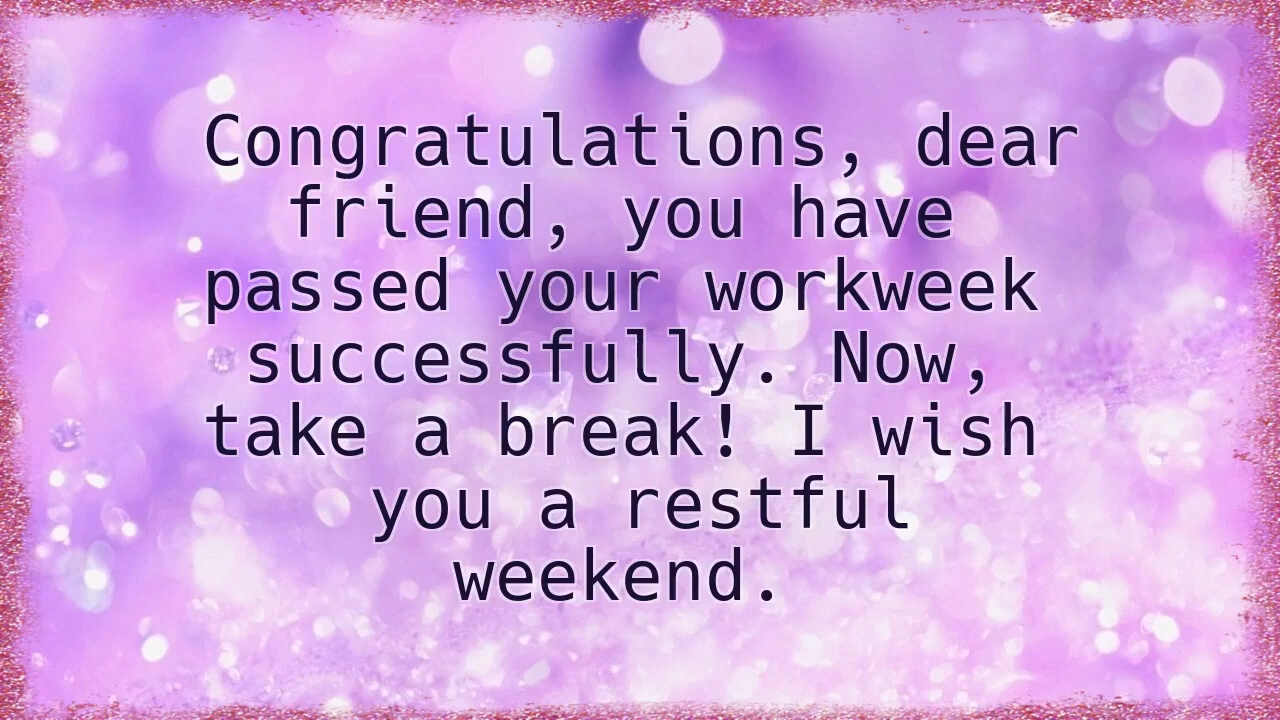 Congratulations, dear
friend, you have
passed your workweek
successfully. Now,
take a break! I wish
you a restful
weekend.